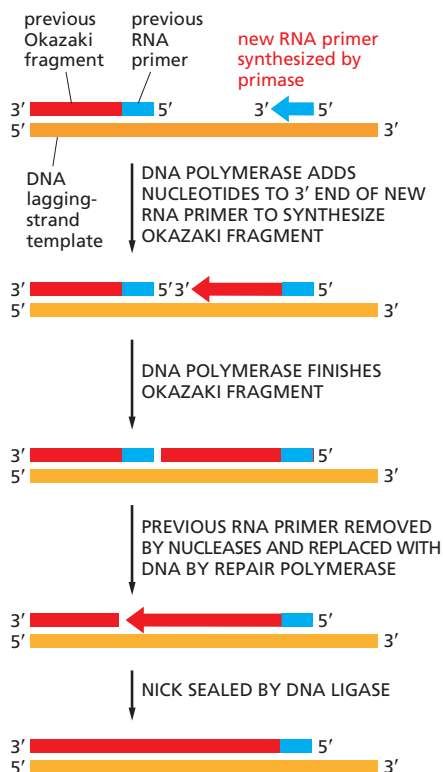 previous
Okazaki
fragment
previous
RNA
primer
new RNA primer
synthesized by
primase
3′ 5′ 3′ 5′
5′ 3′
DNA
lagging-
strand
template
DNA POLYMERASE ADDS
NUCLEOTIDES TO 3′ END OF NEW
RNA PRIMER TO SYNTHESIZE
OKAZAKI FRAGMENT
3′ 5′ 3′ 5′
5′ 3′
DNA POLYMERASE FINISHES
OKAZAKI FRAGMENT
3′ 5′
5′ 3′
PREVIOUS RNA PRIMER REMOVED
BY NUCLEASES AND REPLACED WITH
DNA BY REPAIR POLYMERASE
3′ 5′
5′ 3′
NICK SEALED BY DNA LIGASE
3′ 5′
5′ 3′